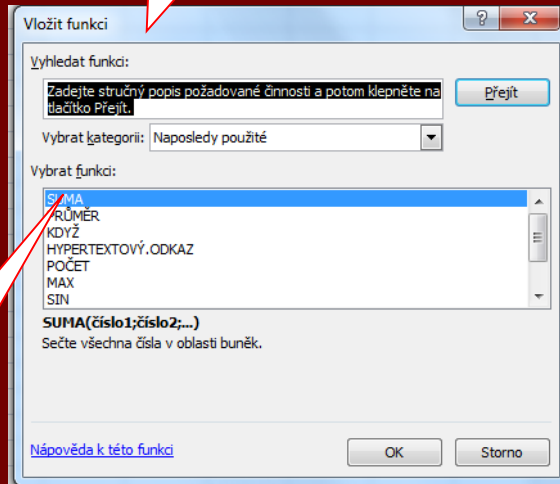 Vložit funkci
Vyhledat funkci:
Zadejte stručný popis požadované činnosti a potom klepněte na
tlačítko Přejít.
Přejít
Vybrat kategorii: Naposledy použité
Vybrat funkci:
SUMA
PRŮMĚR
KDYŽ
HYPERTEXTOVÝ.ODKAZ
POČET
MAX
SIN
SUMA(číslo1;číslo2;...)
Sečte všechna čísla v oblasti buněk.
Nápověda k této funkci
OK
Storno